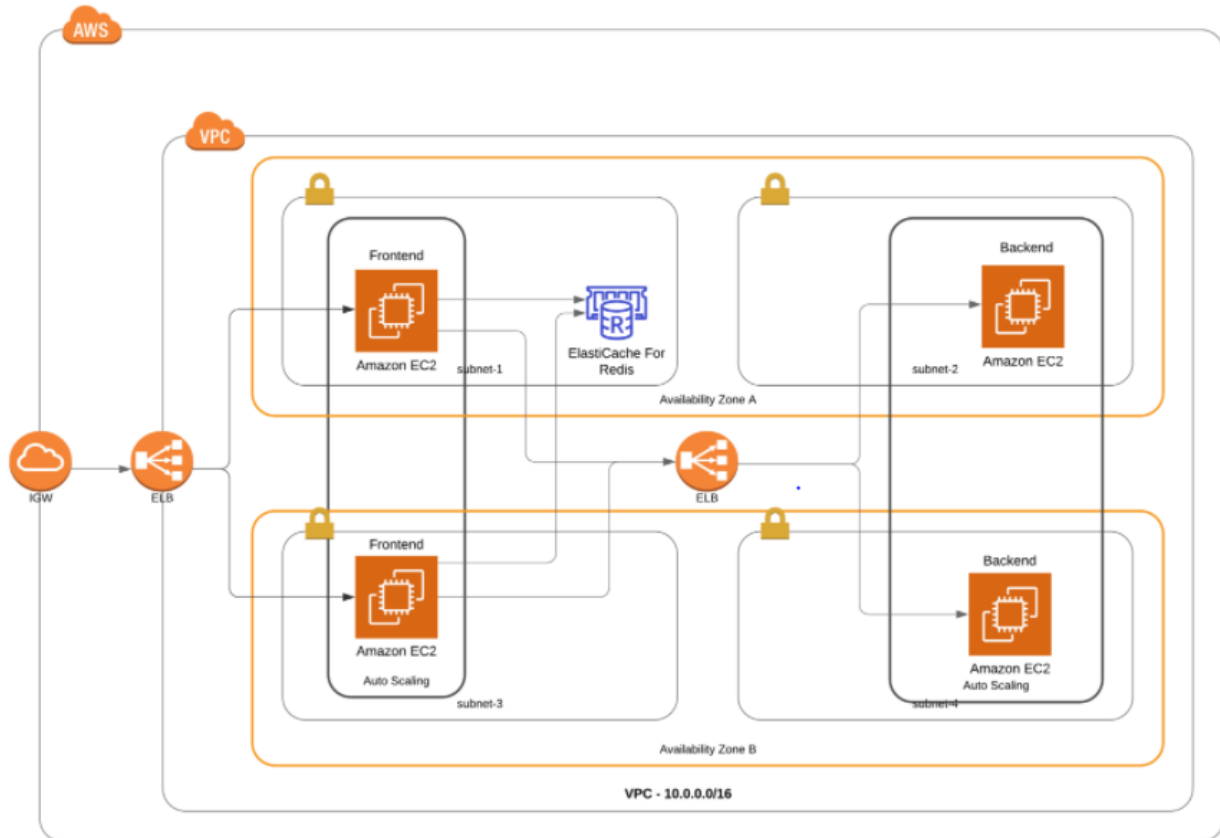 AWS
VPC
Frontend
Amazon EC2
subnet-1
ElastiCache For
Redis
Backend
Amazon EC2
subnet-2
Availability Zone A
IGW
ELB
ELB
Frontend
Amazon EC2
Auto Scaling
subnet-3
Backend
Amazon EC2
Auto Scaling
subnet-4
Availability Zone B
VPC - 10.0.0.0/16